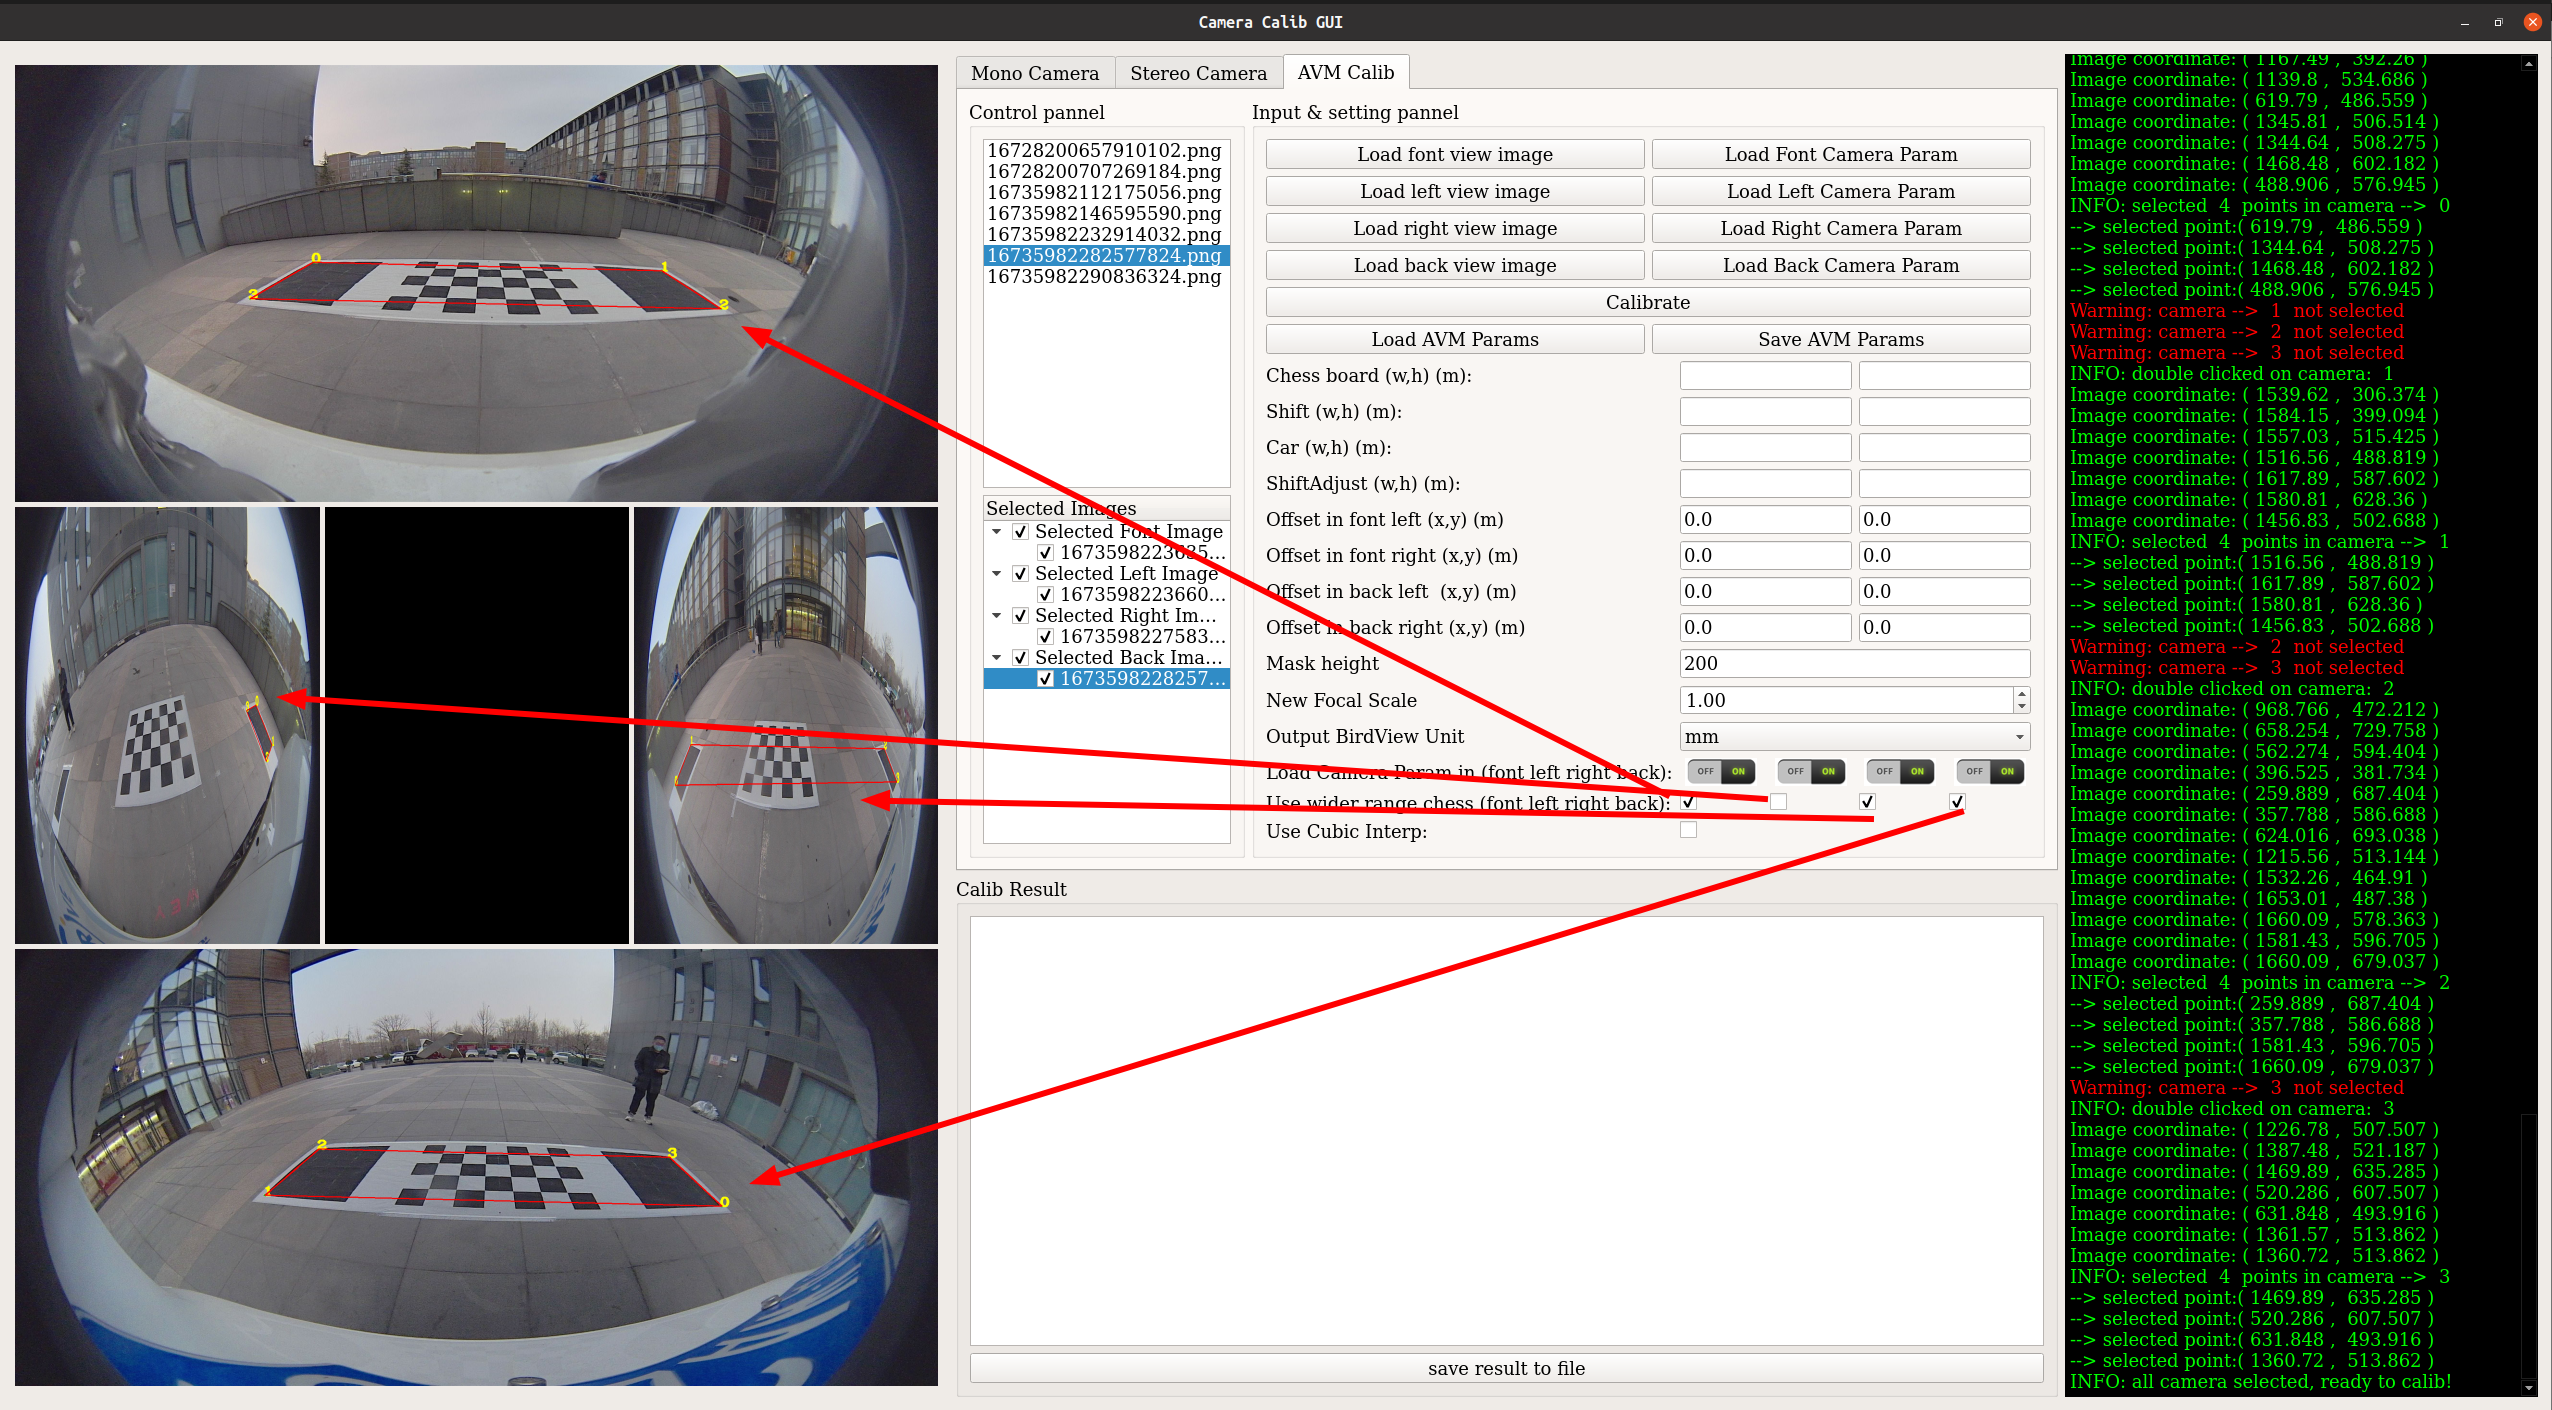 Camera Calib GUI
Mono Camera
Stereo Camera
AVM Calib
Control pannel
16728200657910102.png
16728200707269184.png
16735982112175056.png
16735982146595590.png
16735982232914032.png
16735982282577824.png
16735982290836324.png
Selected Images
Selected Font Image
1673598223635...
Selected Left Image
1673598223660...
Selected Right Im...
1673598227583...
Selected Back Ima...
1673598228257...
Input & setting pannel
Load font view image
Load Font Camera Param
Load left view image
Load Left Camera Param
Load right view image
Load Right Camera Param
Load back view image
Load Back Camera Param
Calibrate
Load AVM Params
Save AVM Params
Chess board (w,h) (m):
Shift (w,h) (m):
Car (w,h) (m):
ShiftAdjust (w,h) (m):
Offset in font left (x,y) (m) 0.0 0.0
Offset in font right (x,y) (m) 0.0 0.0
Offset in back left (x,y) (m) 0.0 0.0
Offset in back right (x,y) (m) 0.0 0.0
Mask height 200
New Focal Scale 1.00
Output BirdView Unit mm
Load Camera Param in (font left right back): OFF ON OFF ON OFF ON OFF ON
Use wider range chess (font left right back):
Use Cubic Interp:
Calib Result
save result to file
0
1
2
2
2
3
1
0
Image coordinate: ( 1167.49 , 392.26 )
Image coordinate: ( 1139.8 , 534.686 )
Image coordinate: ( 619.79 , 486.559 )
Image coordinate: ( 1345.81 , 506.514 )
Image coordinate: ( 1344.64 , 508.275 )
Image coordinate: ( 1468.48 , 602.182 )
Image coordinate: ( 488.906 , 576.945 )
INFO: selected 4 points in camera --> 0
--> selected point:( 619.79 , 486.559 )
--> selected point:( 1344.64 , 508.275 )
--> selected point:( 1468.48 , 602.182 )
--> selected point:( 488.906 , 576.945 )
Warning: camera --> 1 not selected
Warning: camera --> 2 not selected
Warning: camera --> 3 not selected
INFO: double clicked on camera: 1
Image coordinate: ( 1539.62 , 306.374 )
Image coordinate: ( 1584.15 , 399.094 )
Image coordinate: ( 1557.03 , 515.425 )
Image coordinate: ( 1516.56 , 488.819 )
Image coordinate: ( 1617.89 , 587.602 )
Image coordinate: ( 1580.81 , 628.36 )
Image coordinate: ( 1456.83 , 502.688 )
INFO: selected 4 points in camera --> 1
--> selected point:( 1516.56 , 488.819 )
--> selected point:( 1617.89 , 587.602 )
--> selected point:( 1580.81 , 628.36 )
--> selected point:( 1456.83 , 502.688 )
Warning: camera --> 2 not selected
Warning: camera --> 3 not selected
INFO: double clicked on camera: 2
Image coordinate: ( 968.766 , 472.212 )
Image coordinate: ( 658.254 , 729.758 )
Image coordinate: ( 562.274 , 594.404 )
Image coordinate: ( 396.525 , 381.734 )
Image coordinate: ( 259.889 , 687.404 )
Image coordinate: ( 357.788 , 586.688 )
Image coordinate: ( 624.016 , 693.038 )
Image coordinate: ( 1215.56 , 513.144 )
Image coordinate: ( 1532.26 , 464.91 )
Image coordinate: ( 1653.01 , 487.38 )
Image coordinate: ( 1660.09 , 578.363 )
Image coordinate: ( 1581.43 , 596.705 )
Image coordinate: ( 1660.09 , 679.037 )
INFO: selected 4 points in camera --> 2
--> selected point:( 259.889 , 687.404 )
--> selected point:( 357.788 , 586.688 )
--> selected point:( 1581.43 , 596.705 )
--> selected point:( 1660.09 , 679.037 )
Warning: camera --> 3 not selected
INFO: double clicked on camera: 3
Image coordinate: ( 1226.78 , 507.507 )
Image coordinate: ( 1387.48 , 521.187 )
Image coordinate: ( 1469.89 , 635.285 )
Image coordinate: ( 520.286 , 607.507 )
Image coordinate: ( 631.848 , 493.916 )
Image coordinate: ( 1361.57 , 513.862 )
Image coordinate: ( 1360.72 , 513.862 )
INFO: selected 4 points in camera --> 3
--> selected point:( 1469.89 , 635.285 )
--> selected point:( 520.286 , 607.507 )
--> selected point:( 631.848 , 493.916 )
--> selected point:( 1360.72 , 513.862 )
INFO: all camera selected, ready to calib!